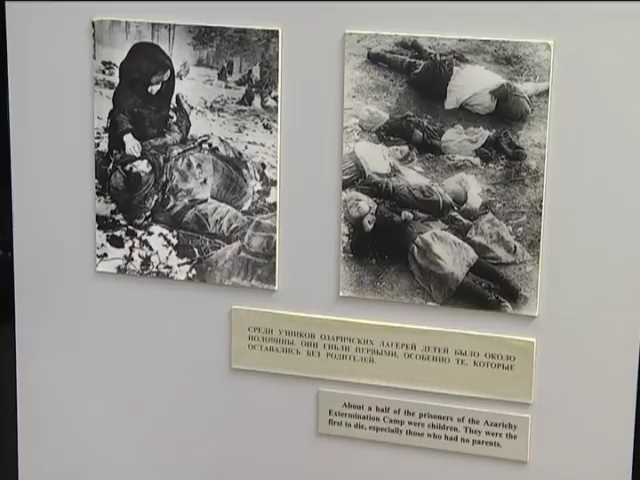 СРЕДИ УЗНИКОВ ОЗАРИЧСКИХ ЛАГЕРЕЙ ДЕТЕЙ БЫЛО ОКОЛО
ПОЛОВИНЫ. ОНИ ГИБЛИ ПЕРВЫМИ, ОСОБЕННО ТЕ, КОТОРЫЕ
ОСТАВАЛИСЬ БЕЗ РОДИТЕЛЕЙ.
About a half of the prisoners of the Azarichy
Extermination Camp were children. They were the
first to die, especially those who had no parents.